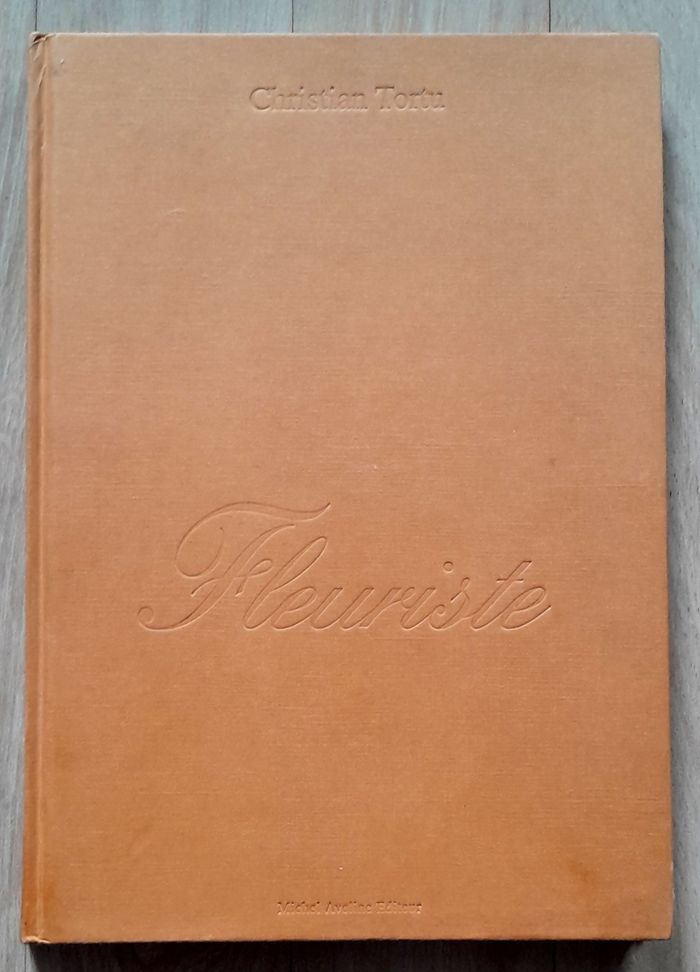 Christian Tortu
Fleuriste
Michel Aveline Editeur